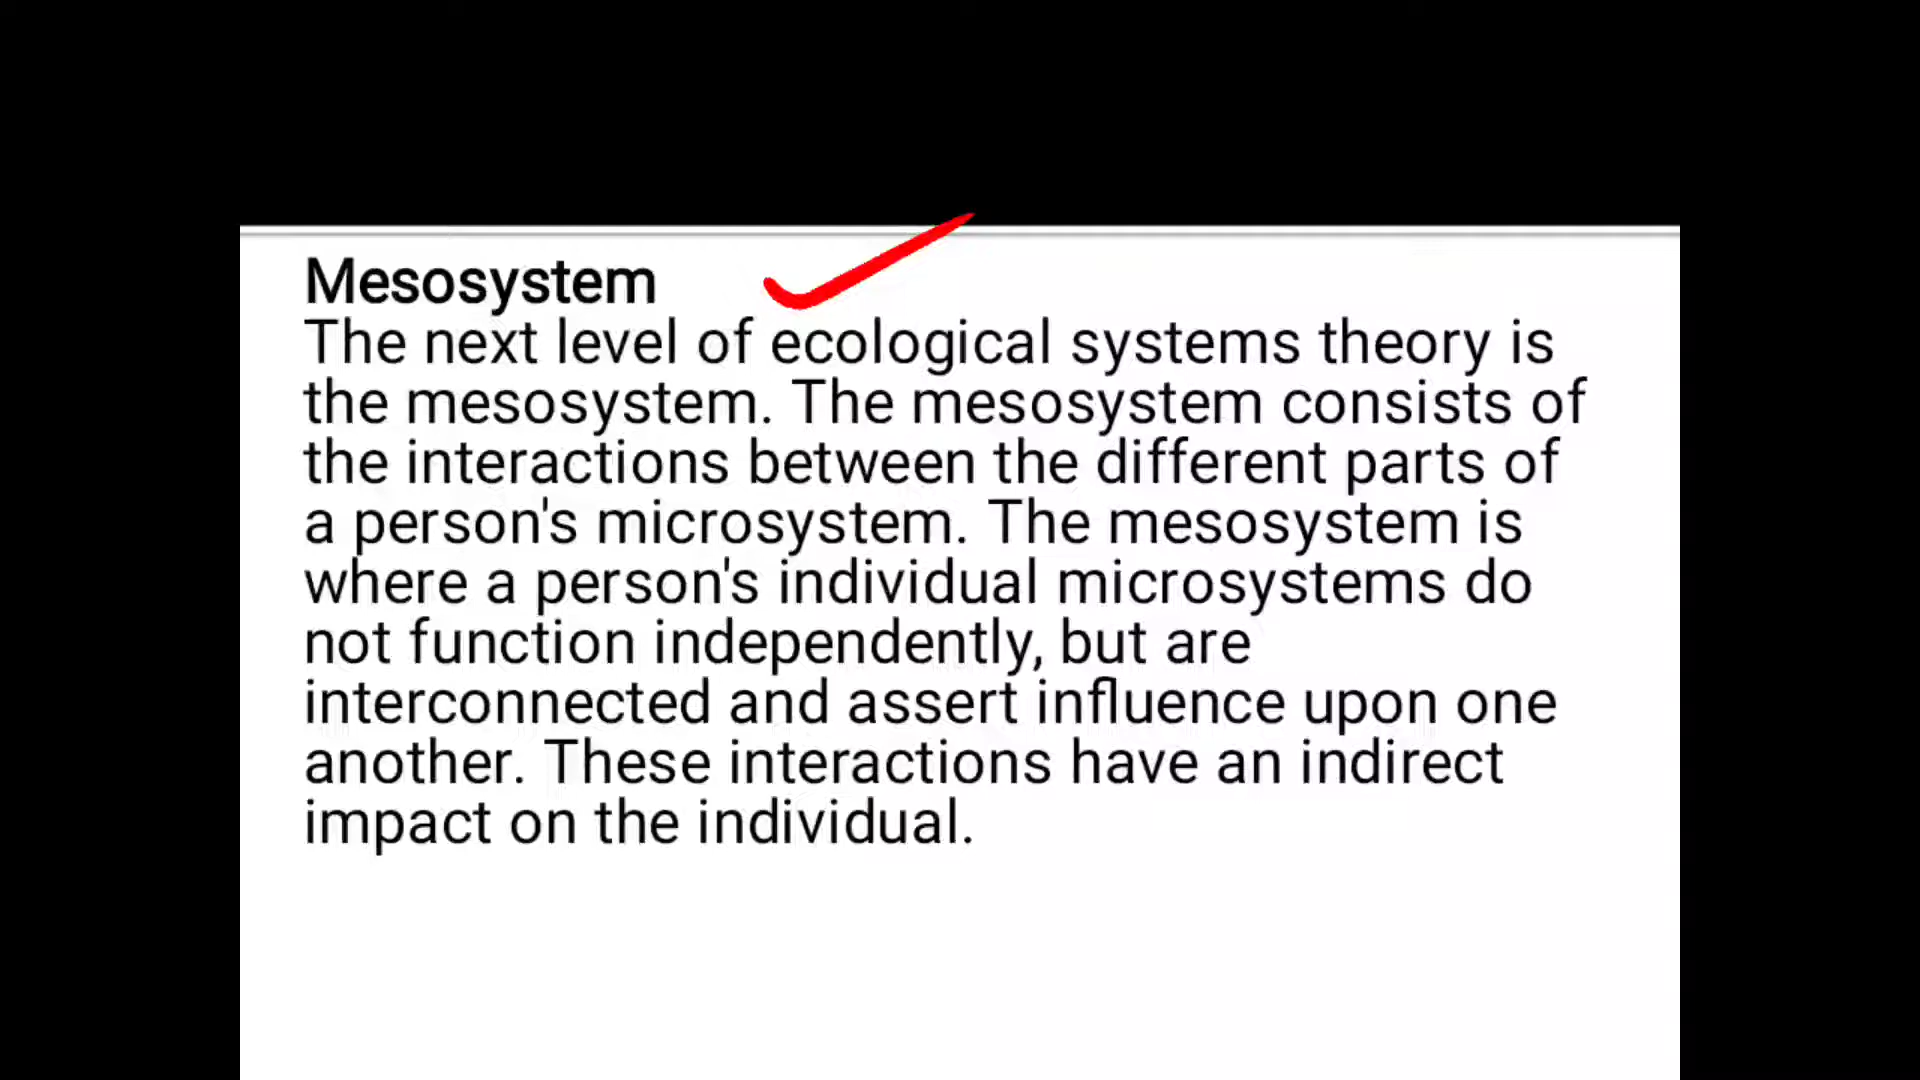 Mesosystem
The next level of ecological systems theory is
the mesosystem. The mesosystem consists of
the interactions between the different parts of
a person's microsystem. The mesosystem is
where a person's individual microsystems do
not function independently, but are
interconnected and assert influence upon one
another. These interactions have an indirect
impact on the individual.